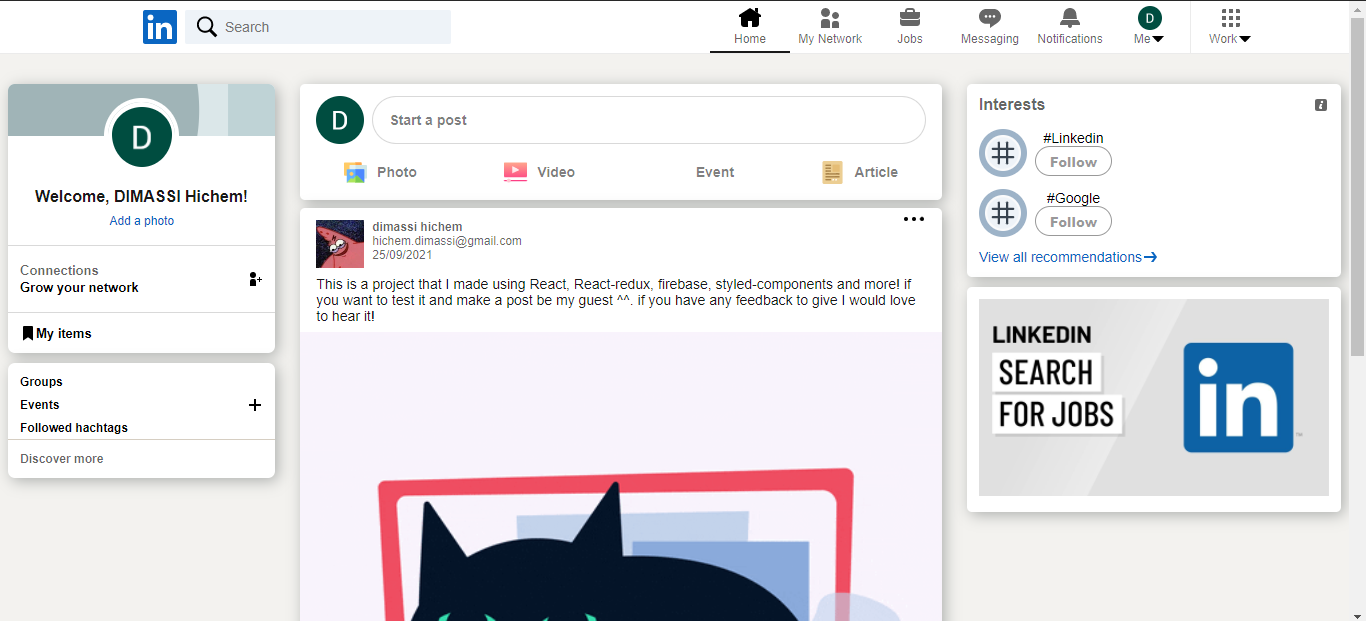 in
Search
Home
My Network
Jobs
Messaging
Notifications
D
Me
Work
D
Welcome, DIMASSI Hichem!
Add a photo
Connections
Grow your network
My items
Groups
Events
Followed hachtags
Discover more
D
Start a post
Photo
Video
Event
Article
dimassi hichem
hichem.dimassi@gmail.com
25/09/2021
This is a project that I made using React, React-redux, firebase, styled-components and more! if
you want to test it and make a post be my guest ^^. if you have any feedback to give I would love
to hear it!
Interests
#Linkedin
Follow
#Google
Follow
View all recommendations
LINKEDIN
SEARCH
FOR JOBS
in